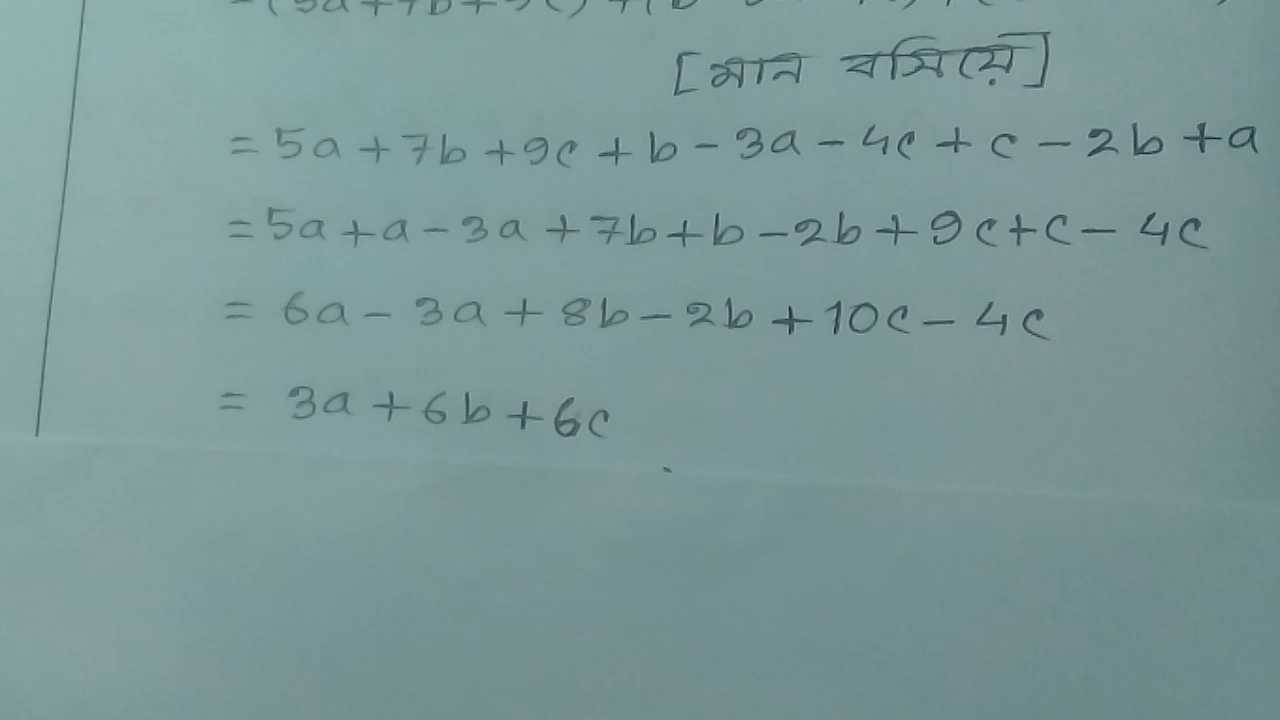 [মান বসিয়ে]
= 5a + 7b + 9c + b - 3a - 4c + c - 2b + a
= 5a + a - 3a + 7b + b - 2b + 9c + c - 4c
= 6a - 3a + 8b - 2b + 10c - 4c
= 3a + 6b + 6c